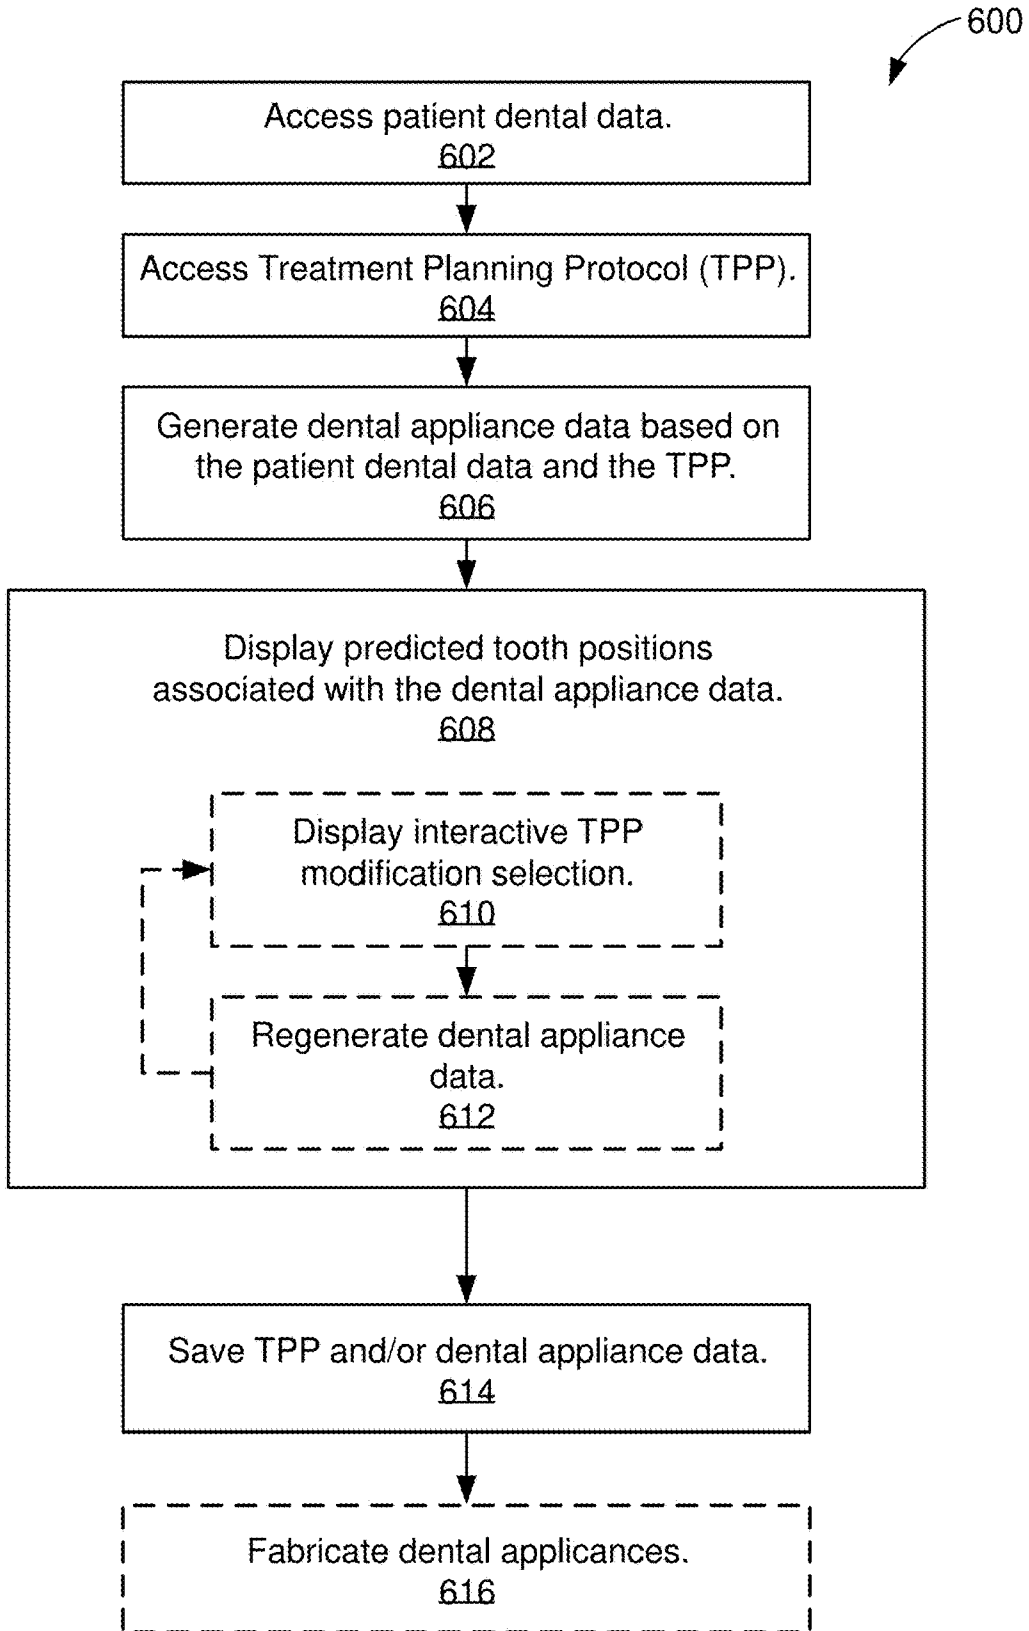 600
Access patient dental data.
602
Access Treatment Planning Protocol (TPP).
604
Generate dental appliance data based on
the patient dental data and the TPP.
606
Display predicted tooth positions
associated with the dental appliance data.
608
Display interactive TPP
modification selection.
610
Regenerate dental appliance
data.
612
Save TPP and/or dental appliance data.
614
Fabricate dental applicances.
616